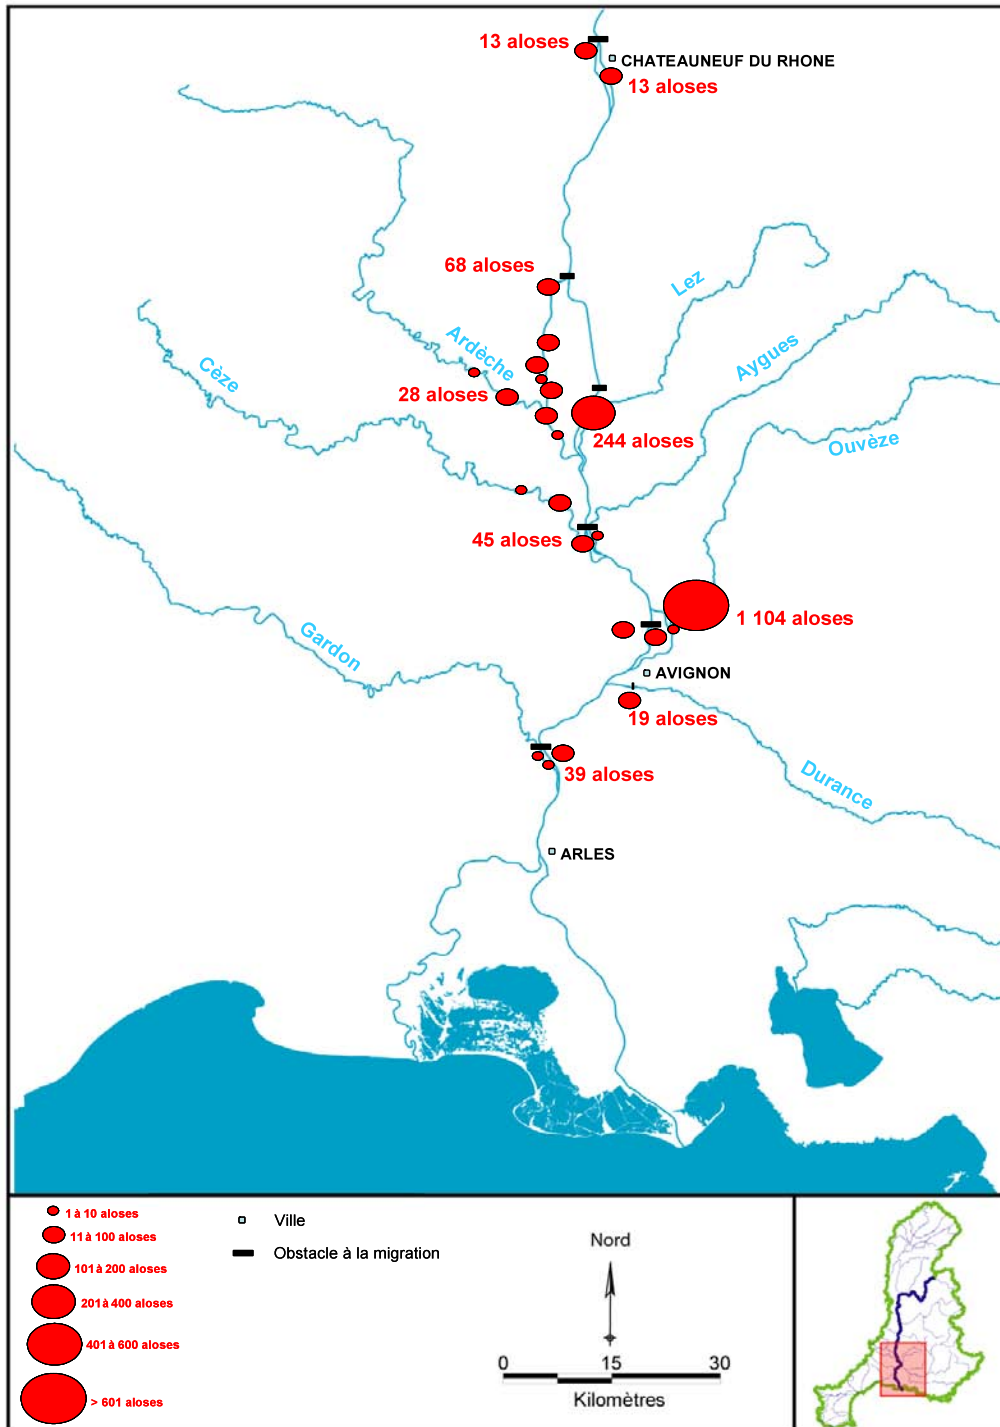 13 aloses
CHATEAUNEUF DU RHONE
13 aloses
68 aloses
Lez
Ardèche
Aygues
Cèze
28 aloses
244 aloses
Ouvèze
45 aloses
1 104 aloses
Gardon
AVIGNON
19 aloses
39 aloses
Durance
ARLES
1 à 10 aloses
11 à 100 aloses
101 à 200 aloses
201 à 400 aloses
401 à 600 aloses
> 601 aloses
Ville
Obstacle à la migration
Nord
0 15 30
Kilomètres